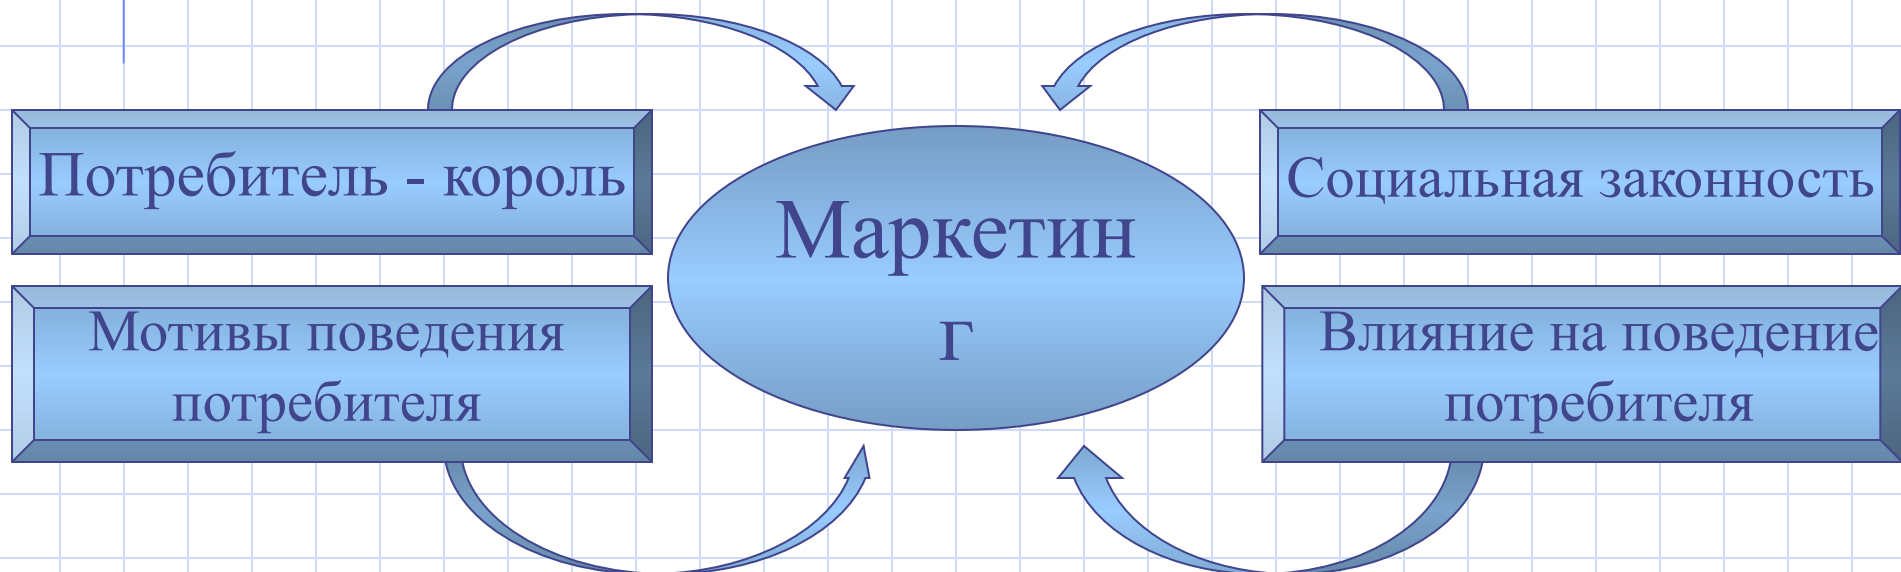 Потребитель - король
Мотивы поведения
потребителя
Маркетин
г
Социальная законность
Влияние на поведение
потребителя